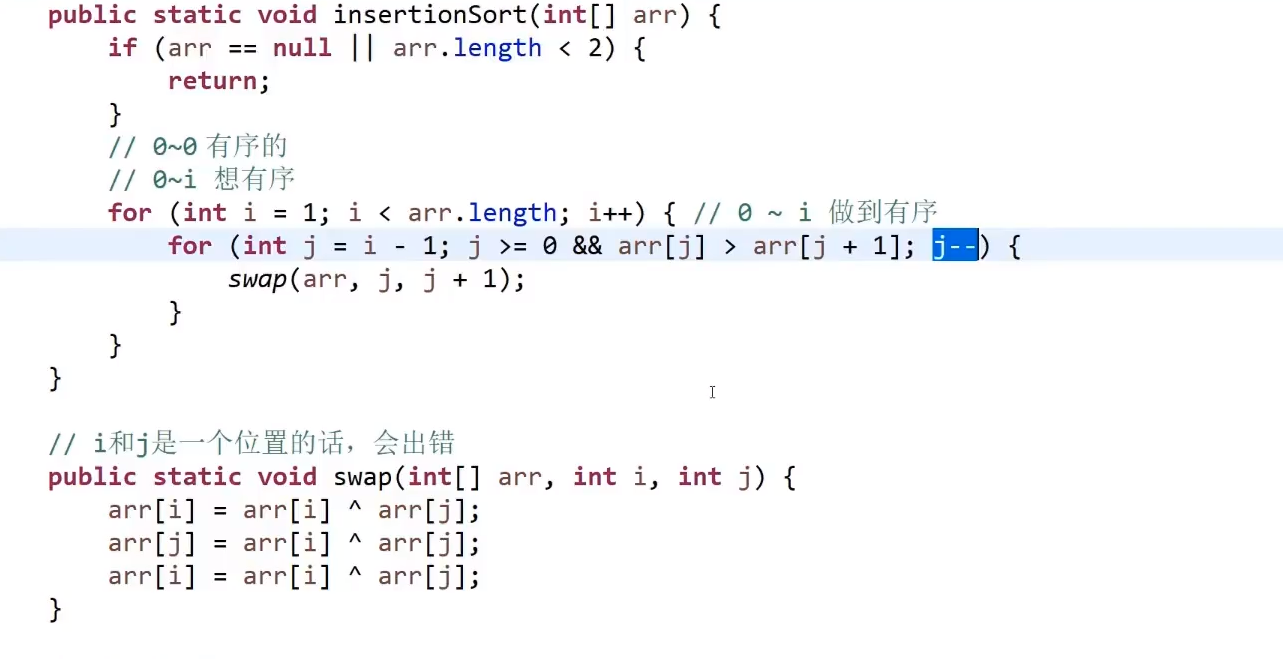 public static void insertionSort(int[] arr) {
if (arr == null || arr.length < 2) {
return;
}
// 0~0 有序的
// 0~i 想有序
for (int i = 1; i < arr.length; i++) { // 0 ~ i 做到有序
for (int j = i - 1; j >= 0 && arr[j] > arr[j + 1]; j--) {
swap(arr, j, j + 1);
}
}
}
// i和j是一个位置的话，会出错
public static void swap(int[] arr, int i, int j) {
arr[i] = arr[i] ^ arr[j];
arr[j] = arr[i] ^ arr[j];
arr[i] = arr[i] ^ arr[j];
}